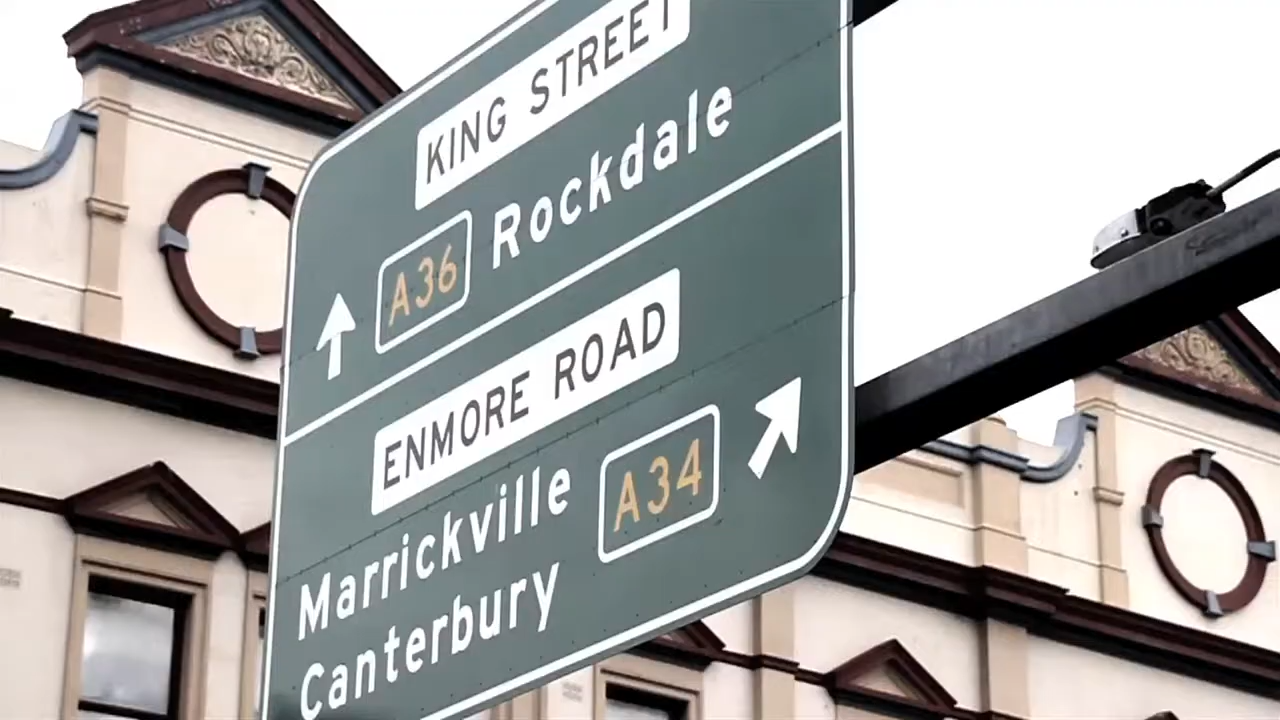 KING STREET
A36 Rockdale
ENMORE ROAD
Marrickville A34
Canterbury